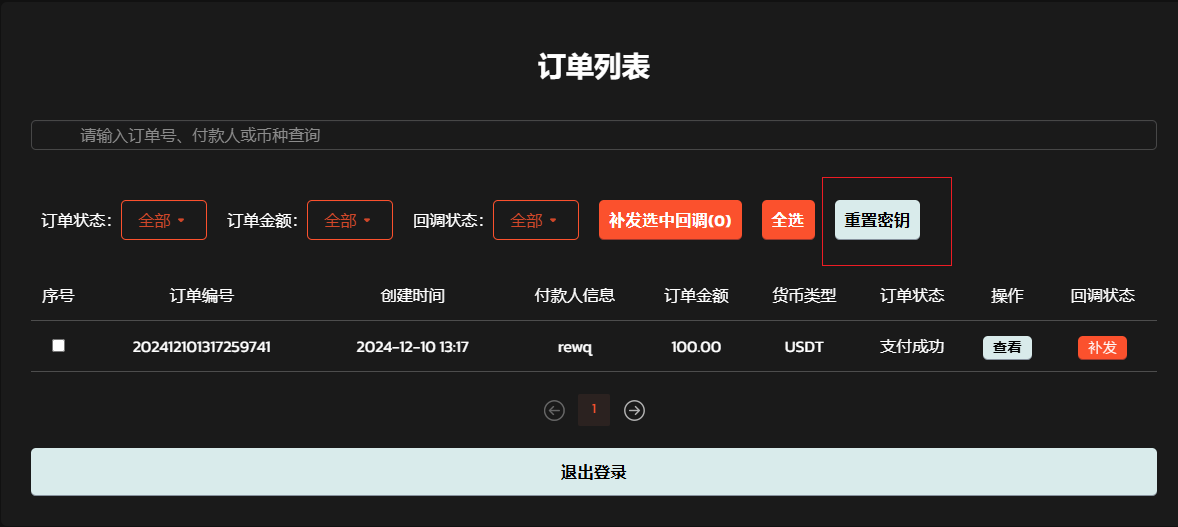 订单列表
请输入订单号、付款人或币种查询
订单状态： 全部 订单金额： 全部 回调状态： 全部 补发选中回调(0) 全选 重置密钥
序号 订单编号 创建时间 付款人信息 订单金额 货币类型 订单状态 操作 回调状态
202412101317259741 2024-12-10 13:17 rewq 100.00 USDT 支付成功 查看 补发
1
退出登录